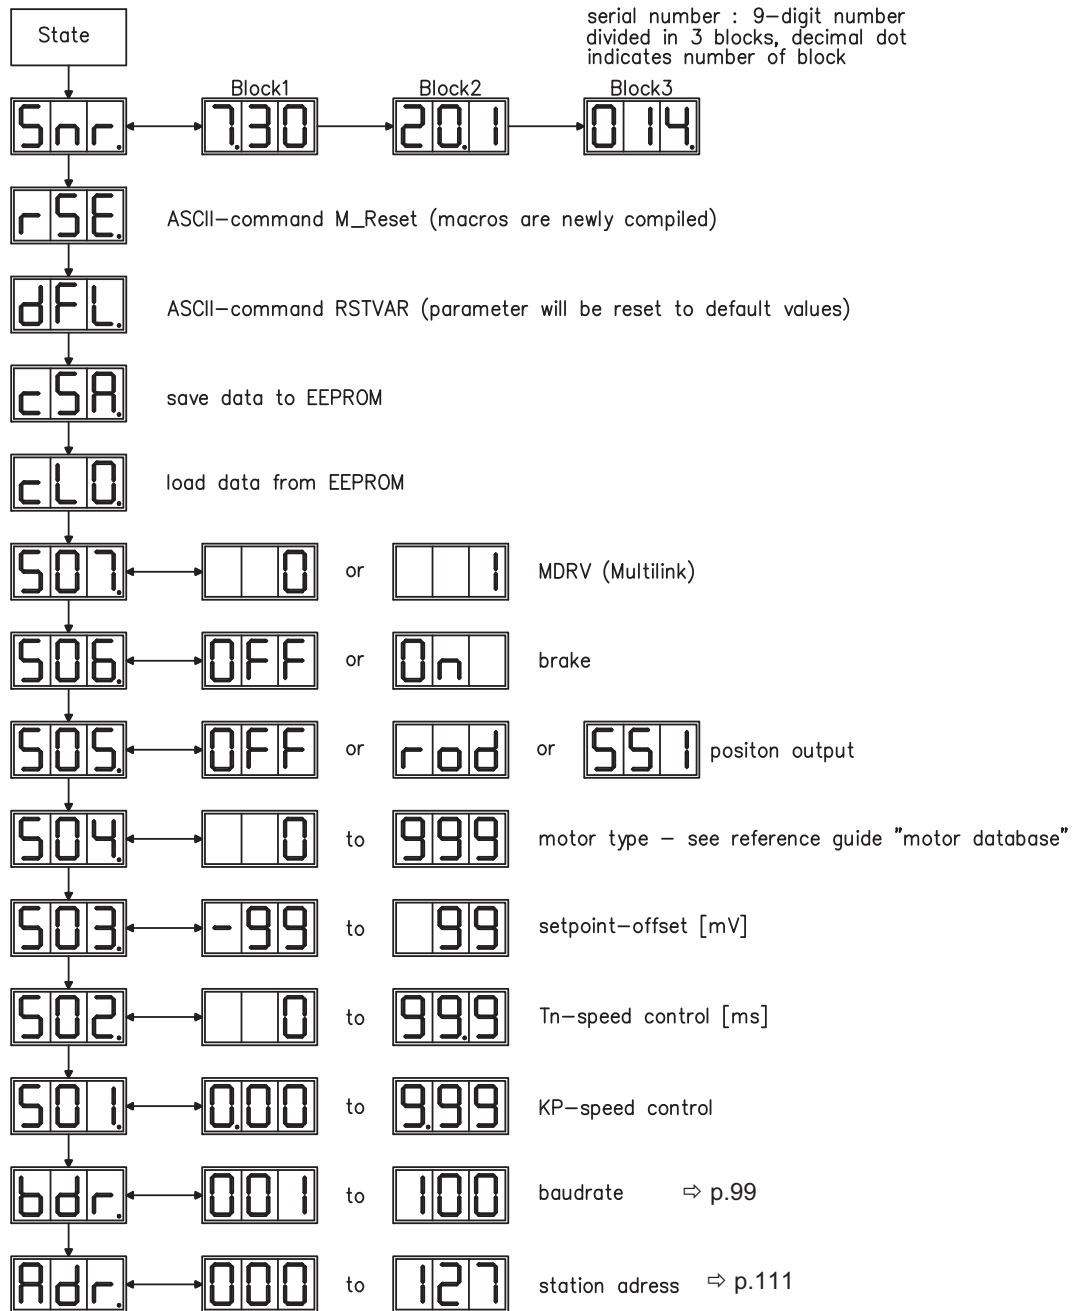 State
serial number : 9-digit number
divided in 3 blocks, decimal dot
indicates number of block
Block1 Block2 Block3
Snr. 7.30 20.1 014.
rSE. ASCII-command M_Reset (macros are newly compiled)
dFL. ASCII-command RSTVAR (parameter will be reset to default values)
cSA. save data to EEPROM
cL0. load data from EEPROM
S07. 0 or 1 MDRV (Multilink)
S06. OFF or On brake
S05. OFF or rod or SSI positon output
S04. 0 to 999 motor type - see reference guide "motor database"
S03. -99 to 99 setpoint-offset [mV]
S02. 0 to 99.9 Tn-speed control [ms]
S01. 0.00 to 9.99 KP-speed control
bdr. 001 to 100 baudrate ⇨ p.99
Adr. 000 to 127 station adress ⇨ p.111